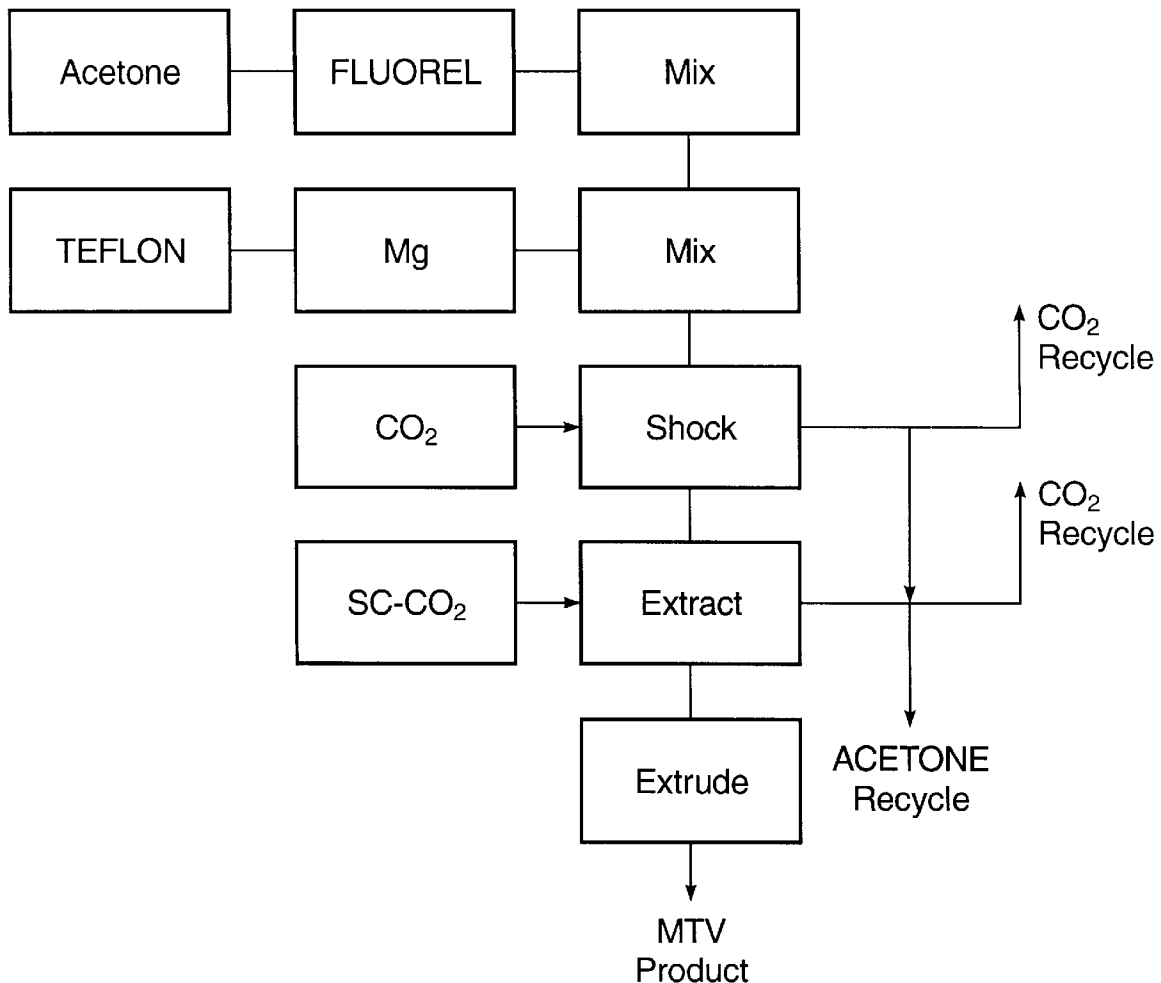 Acetone
FLUOREL
Mix
TEFLON
Mg
Mix
CO₂
Recycle
CO₂
Shock
CO₂
Recycle
SC-CO₂
Extract
Extrude
ACETONE
Recycle
MTV
Product